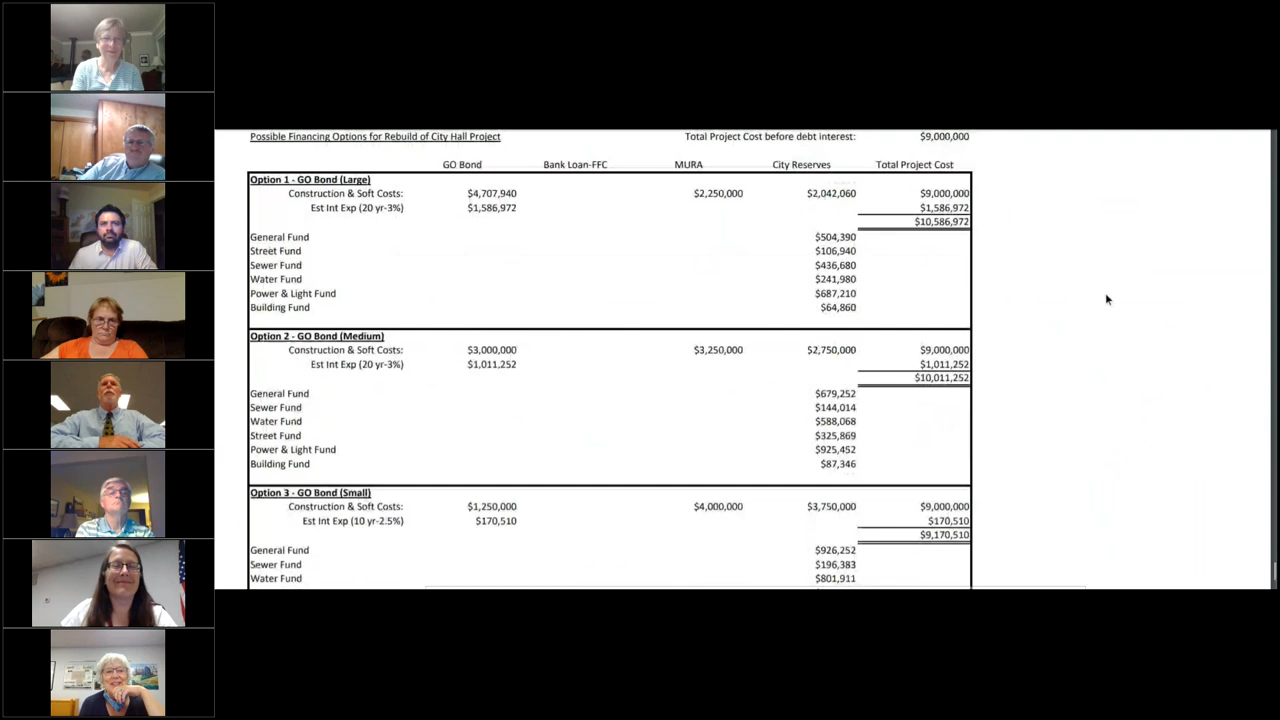 Possible Financing Options for Rebuild of City Hall Project Total Project Cost before debt interest: $9,000,000
GO Bond Bank Loan-FFC MURA City Reserves Total Project Cost
Option 1 - GO Bond (Large)
Construction & Soft Costs: $4,707,940 $2,250,000 $2,042,060 $9,000,000
Est Int Exp (20 yr-3%) $1,586,972 $1,586,972
$10,586,972
General Fund $504,390
Street Fund $106,940
Sewer Fund $436,680
Water Fund $241,980
Power & Light Fund $687,210
Building Fund $64,860
Option 2 - GO Bond (Medium)
Construction & Soft Costs: $3,000,000 $3,250,000 $2,750,000 $9,000,000
Est Int Exp (20 yr-3%) $1,011,252 $1,011,252
$10,011,252
General Fund $679,252
Sewer Fund $144,014
Water Fund $588,068
Street Fund $325,869
Power & Light Fund $925,452
Building Fund $87,346
Option 3 - GO Bond (Small)
Construction & Soft Costs: $1,250,000 $4,000,000 $3,750,000 $9,000,000
Est Int Exp (10 yr-2.5%) $170,510 $170,510
$9,170,510
General Fund $926,252
Sewer Fund $196,383
Water Fund $801,911